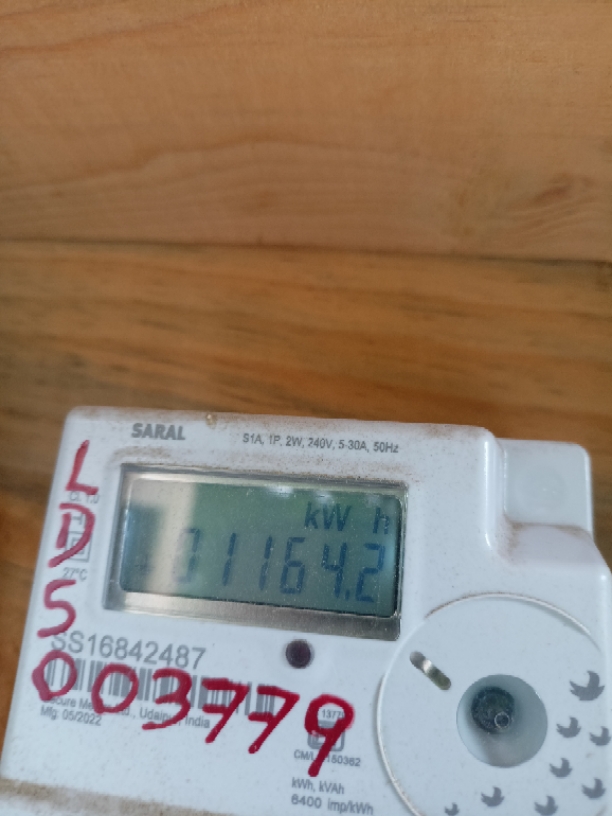 SARAL
S1A, 1P, 2W, 240V, 5-30A, 50Hz
L
D
S
kW h
01164.2
27°C
SS16842487
003779
Mfg. 05/2022 Udaipur, India
kWh, kVAh
6400 imp/kWh